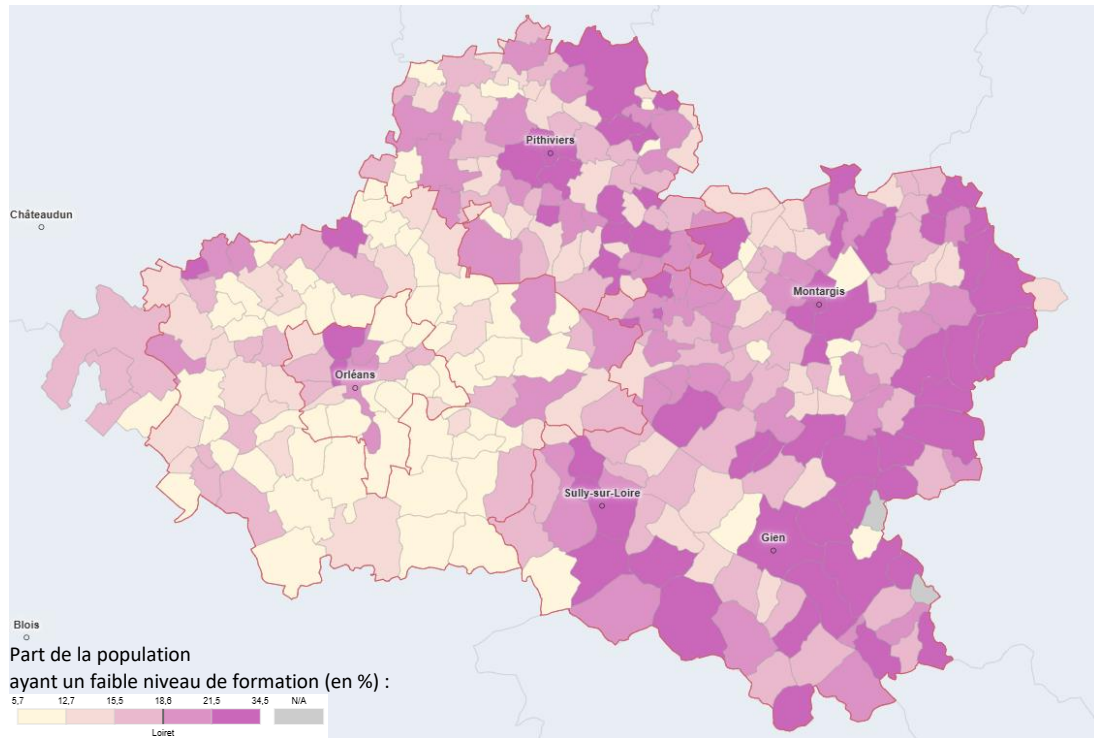 Pithiviers
Châteaudun
Montargis
Orléans
Sully-sur-Loire
Gien
Blois
Part de la population
ayant un faible niveau de formation (en %) :
5,7 12,7 15,5 18,6 21,5 34,5 N/A
Loiret